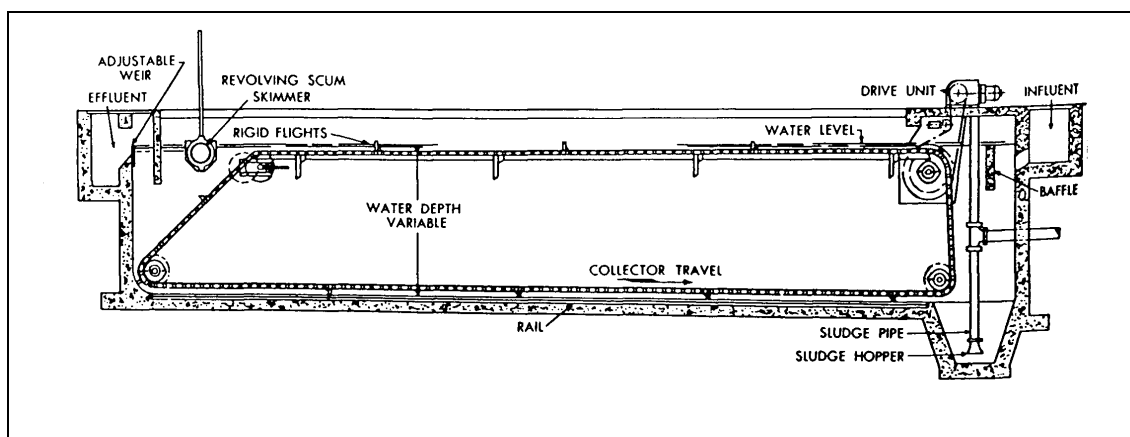 ADJUSTABLE
WEIR
EFFLUENT
REVOLVING SCUM
SKIMMER
RIGID FLIGHTS
DRIVE UNIT
INFLUENT
WATER LEVEL
BAFFLE
WATER DEPTH
VARIABLE
COLLECTOR TRAVEL
RAIL
SLUDGE PIPE
SLUDGE HOPPER